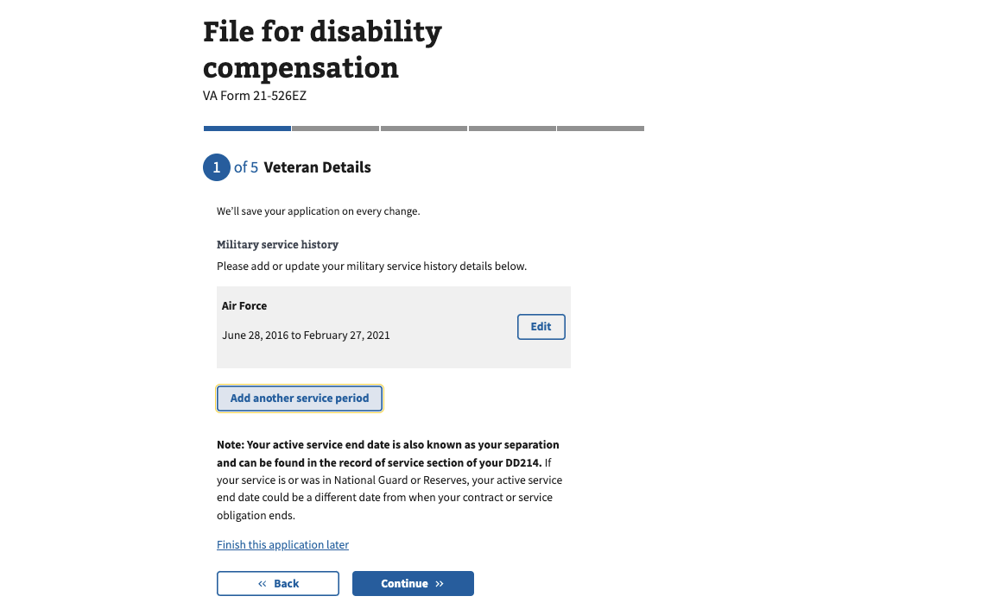 File for disability
compensation
VA Form 21-526EZ
1 of 5 Veteran Details
We’ll save your application on every change.
Military service history
Please add or update your military service history details below.
Air Force
Edit
June 28, 2016 to February 27, 2021
Add another service period
Note: Your active service end date is also known as your separation
and can be found in the record of service section of your DD214. If
your service is or was in National Guard or Reserves, your active service
end date could be a different date from when your contract or service
obligation ends.
Finish this application later
« Back
Continue »